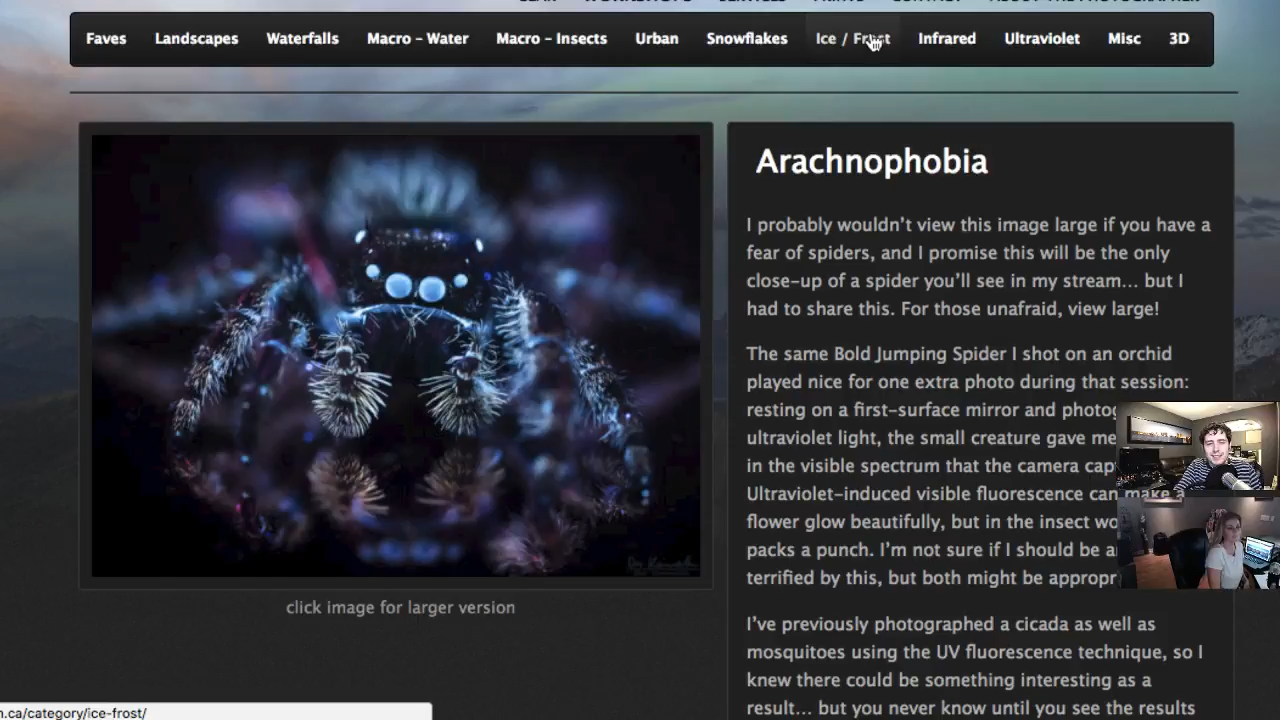 Faves Landscapes Waterfalls Macro – Water Macro – Insects Urban Snowflakes Ice / Frost Infrared Ultraviolet Misc 3D
Arachnophobia
I probably wouldn't view this image large if you have a
fear of spiders, and I promise this will be the only
close-up of a spider you'll see in my stream... but I
had to share this. For those unafraid, view large!
The same Bold Jumping Spider I shot on an orchid
played nice for one extra photo during that session:
resting on a first-surface mirror and photog
ultraviolet light, the small creature gave me
in the visible spectrum that the camera cap
Ultraviolet-induced visible fluorescence can make a
flower glow beautifully, but in the insect wo
packs a punch. I'm not sure if I should be a
terrified by this, but both might be appropr
I've previously photographed a cicada as well as
mosquitoes using the UV fluorescence technique, so I
knew there could be something interesting as a
result... but you never know until you see the results
click image for larger version
n.ca/category/ice-frost/